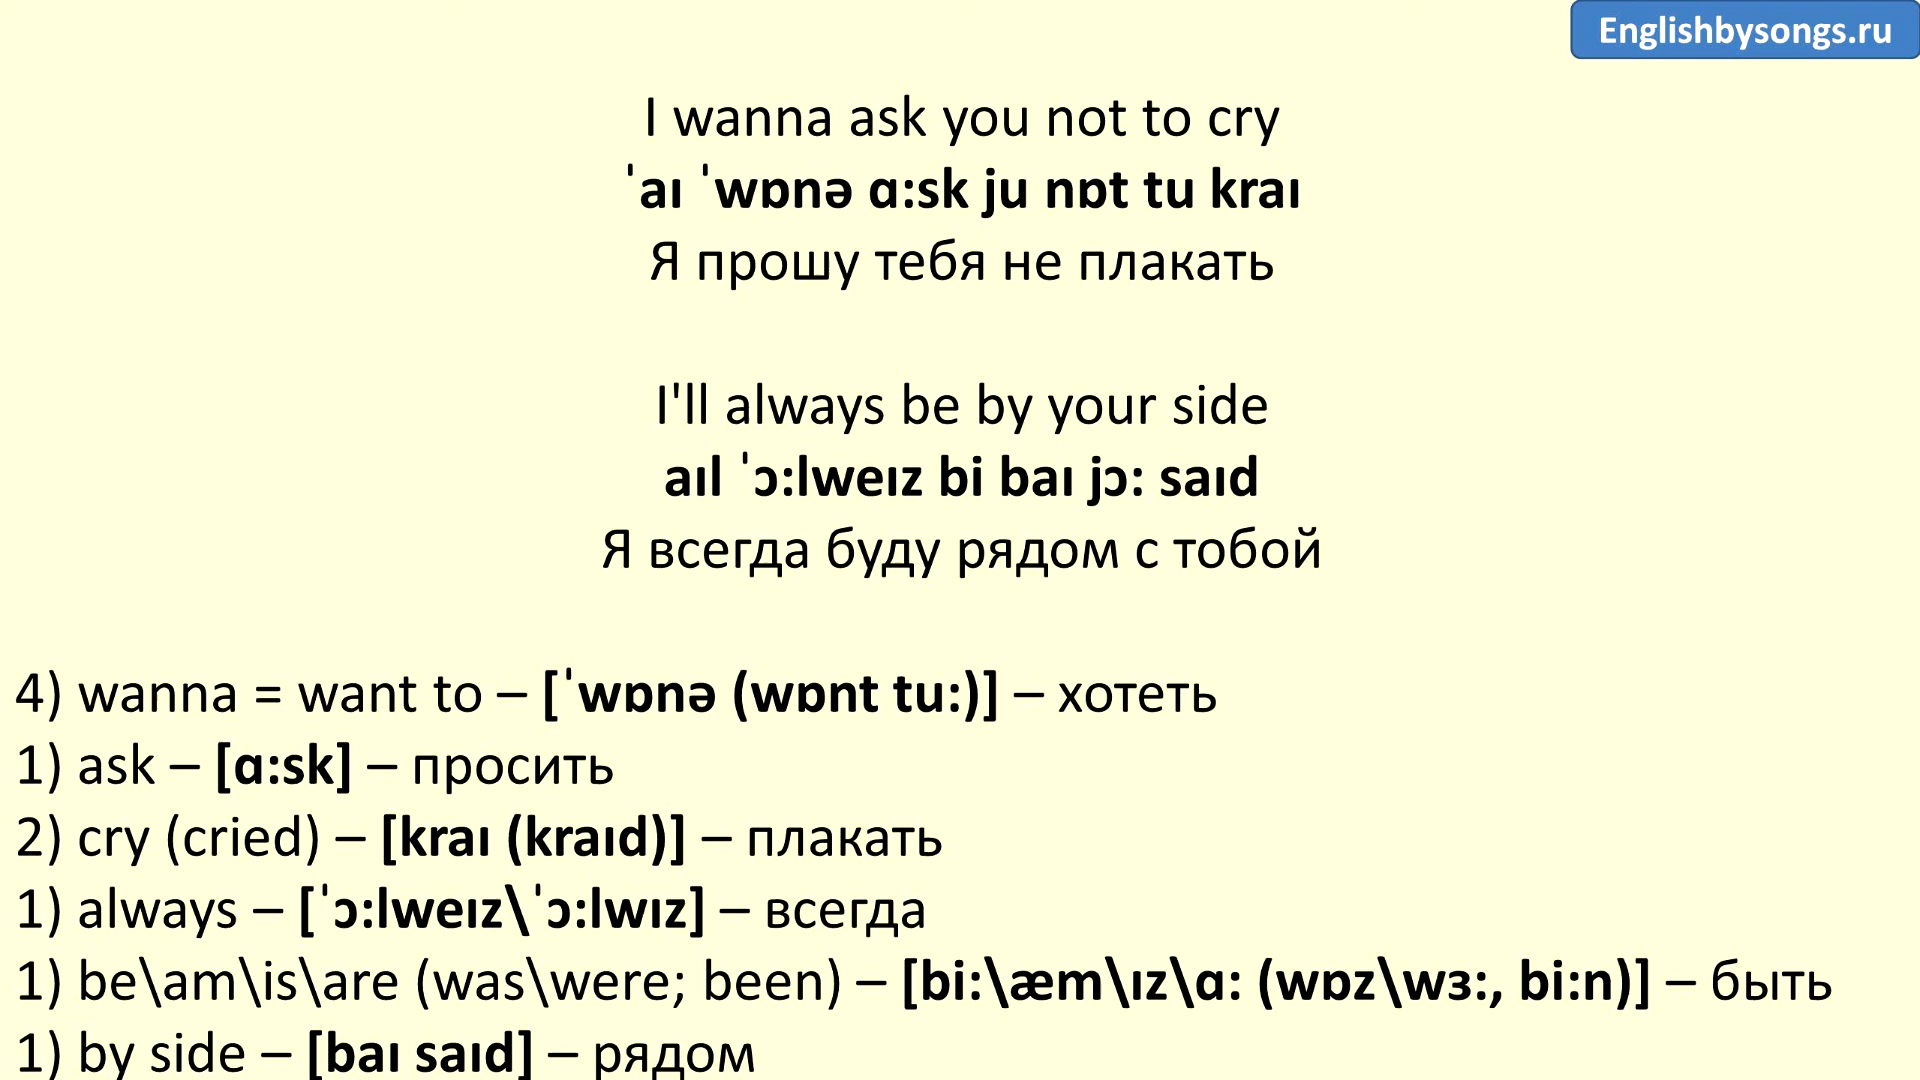 Englishbysongs.ru
I wanna ask you not to cry
ˈaɪ ˈwɒnə ɑ:sk ju nɒt tu kraɪ
Я прошу тебя не плакать
I'll always be by your side
aɪl ˈɔ:lweɪz bi baɪ jɔ: saɪd
Я всегда буду рядом с тобой
4) wanna = want to – [ˈwɒnə (wɒnt tu:)] – хотеть
1) ask – [ɑ:sk] – просить
2) cry (cried) – [kraɪ (kraɪd)] – плакать
1) always – [ˈɔ:lweɪz\ˈɔ:lwɪz] – всегда
1) be\am\is\are (was\were; been) – [bi:\æm\ɪz\ɑ: (wɒz\wɜ:, bi:n)] – быть
1) by side – [baɪ saɪd] – рядом